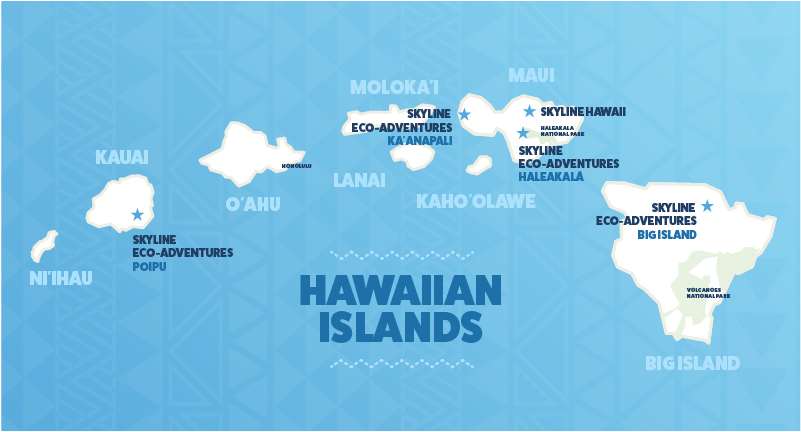 MAUI
MOLOKA'I
SKYLINE
ECO-ADVENTURES
KA'ANAPALI
SKYLINE HAWAII
HALEAKALA
NATIONAL PARK
SKYLINE
ECO-ADVENTURES
HALEAKALĀ
KAUAI
HONOLULU
LANAI
KAHO'OLAWE
O'AHU
SKYLINE
ECO-ADVENTURES
BIG ISLAND
SKYLINE
ECO-ADVENTURES
POIPU
NI'IHAU
HAWAIIAN
ISLANDS
VOLCANOES
NATIONAL PARK
BIG ISLAND